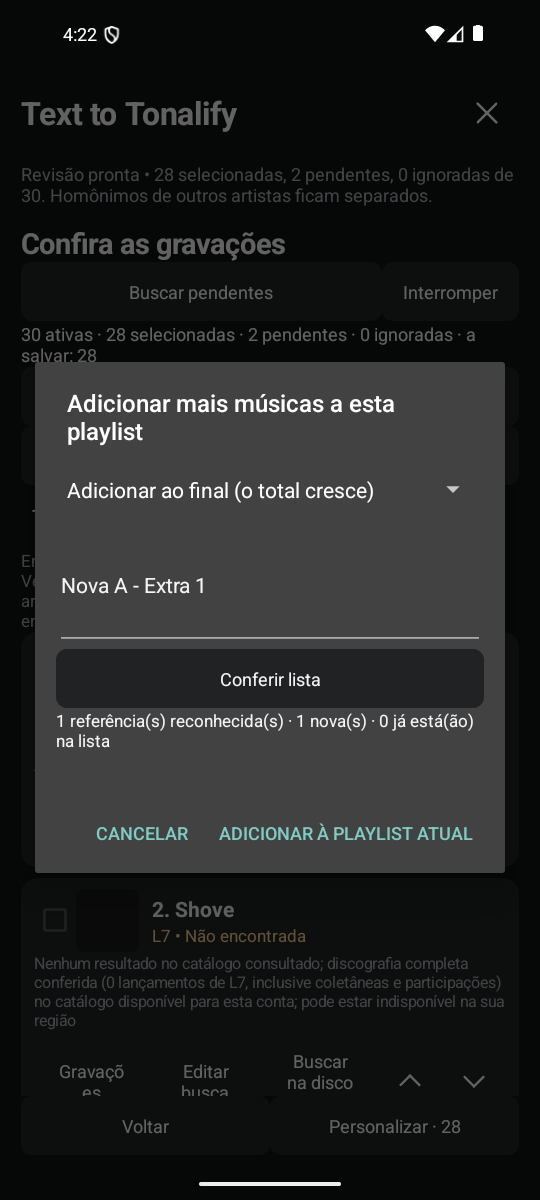 4:22
Text to Tonalify
Revisão pronta • 28 selecionadas, 2 pendentes, 0 ignoradas de
30. Homônimos de outros artistas ficam separados.
Confira as gravações
Buscar pendentes
Interromper
30 ativas · 28 selecionadas · 2 pendentes · 0 ignoradas · a
salvar: 28
Adicionar mais músicas a esta
playlist
Adicionar ao final (o total cresce)
Nova A - Extra 1
Conferir lista
1 referência(s) reconhecida(s) · 1 nova(s) · 0 já está(ão)
na lista
CANCELAR
ADICIONAR À PLAYLIST ATUAL
2. Shove
L7 • Não encontrada
Nenhum resultado no catálogo consultado; discografia completa
conferida (0 lançamentos de L7, inclusive coletâneas e participações)
no catálogo disponível para esta conta; pode estar indisponível na sua
região
Gravaçõ
es
Editar
busca
Buscar
na disco
Voltar
Personalizar · 28